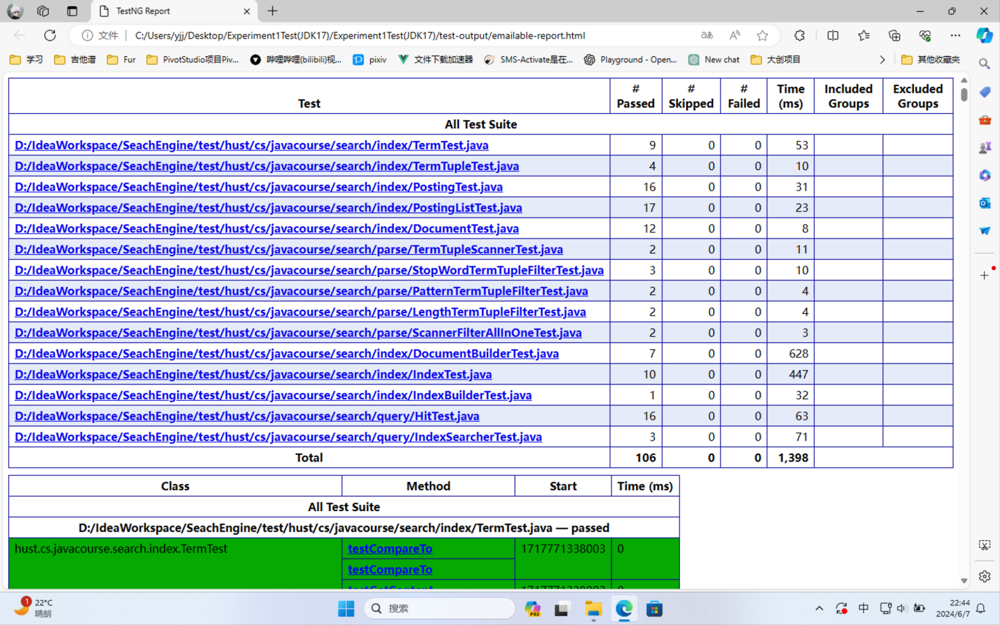 TestNG Report
文件 C:/Users/yjj/Desktop/Experiment1Test(JDK17)/Experiment1Test(JDK17)/test-output/emailable-report.html aあ A
学习 吉他谱 Fur PivotStudio项目Piv... 哔哩哔哩(bilibili)视... pixiv 文件下载加速器 SMS-Activate是在... Playground - Open... New chat 大创项目 其他收藏夹
Test # Passed # Skipped # Failed Time (ms) Included Groups Excluded Groups
All Test Suite
D:/IdeaWorkspace/SeachEngine/test/hust/cs/javacourse/search/index/TermTest.java 9 0 0 53
D:/IdeaWorkspace/SeachEngine/test/hust/cs/javacourse/search/index/TermTupleTest.java 4 0 0 10
D:/IdeaWorkspace/SeachEngine/test/hust/cs/javacourse/search/index/PostingTest.java 16 0 0 31
D:/IdeaWorkspace/SeachEngine/test/hust/cs/javacourse/search/index/PostingListTest.java 17 0 0 23
D:/IdeaWorkspace/SeachEngine/test/hust/cs/javacourse/search/index/DocumentTest.java 12 0 0 8
D:/IdeaWorkspace/SeachEngine/test/hust/cs/javacourse/search/parse/TermTupleScannerTest.java 2 0 0 11
D:/IdeaWorkspace/SeachEngine/test/hust/cs/javacourse/search/parse/StopWordTermTupleFilterTest.java 3 0 0 10
D:/IdeaWorkspace/SeachEngine/test/hust/cs/javacourse/search/parse/PatternTermTupleFilterTest.java 2 0 0 4
D:/IdeaWorkspace/SeachEngine/test/hust/cs/javacourse/search/parse/LengthTermTupleFilterTest.java 2 0 0 4
D:/IdeaWorkspace/SeachEngine/test/hust/cs/javacourse/search/parse/ScannerFilterAllInOneTest.java 2 0 0 3
D:/IdeaWorkspace/SeachEngine/test/hust/cs/javacourse/search/index/DocumentBuilderTest.java 7 0 0 628
D:/IdeaWorkspace/SeachEngine/test/hust/cs/javacourse/search/index/IndexTest.java 10 0 0 447
D:/IdeaWorkspace/SeachEngine/test/hust/cs/javacourse/search/index/IndexBuilderTest.java 1 0 0 32
D:/IdeaWorkspace/SeachEngine/test/hust/cs/javacourse/search/query/HitTest.java 16 0 0 63
D:/IdeaWorkspace/SeachEngine/test/hust/cs/javacourse/search/query/IndexSearcherTest.java 3 0 0 71
Total 106 0 0 1,398
Class Method Start Time (ms)
All Test Suite
D:/IdeaWorkspace/SeachEngine/test/hust/cs/javacourse/search/index/TermTest.java — passed
hust.cs.javacourse.search.index.TermTest testCompareTo 1717771338003 0
testCompareTo
1 22°C
晴朗
搜索
PRE
中
22:44
2024/6/7